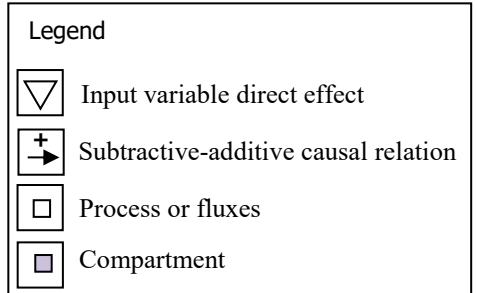 Legend
Input variable direct effect
+
Subtractive-additive causal relation
Process or fluxes
Compartment